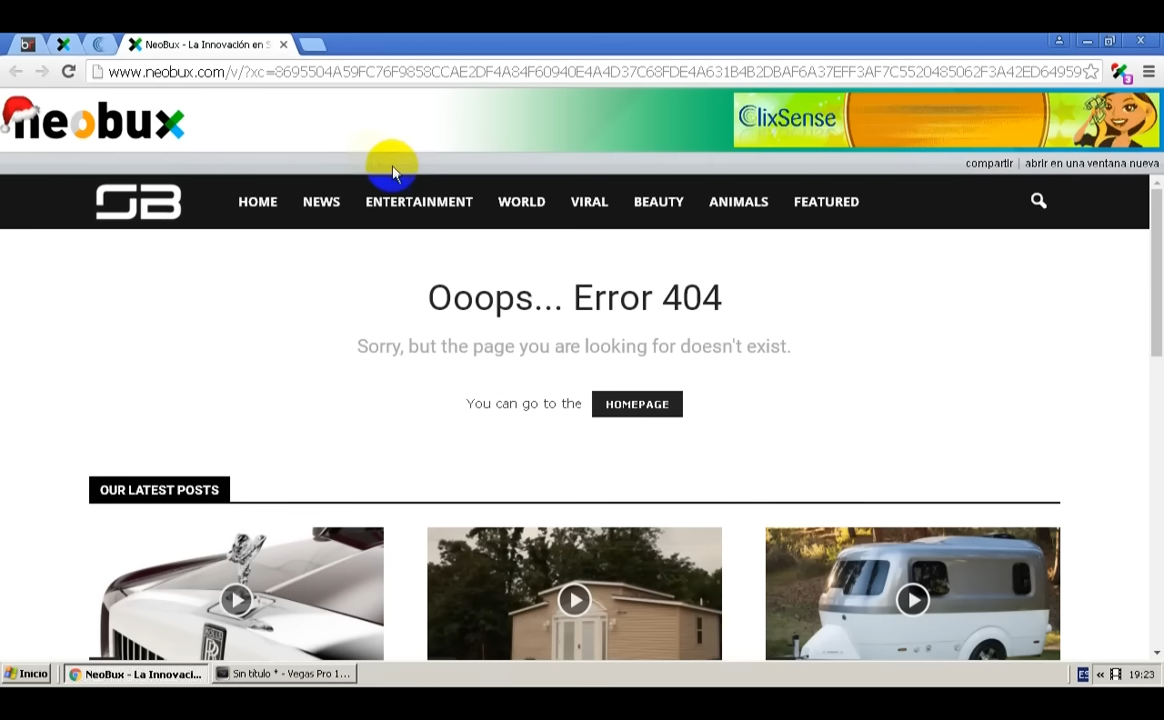 NeoBux - La Innovación en S
www.neobux.com/v/?xc=8695504A59FC76F9858CCAE2DF4A84F60940E4A4D37C68FDE4A631B4B2DBAF6A37EFF3AF7C5520485062F3A42ED64959
3
neobux
ClixSense
compartir | abrir en una ventana nueva
SB
HOME NEWS ENTERTAINMENT WORLD VIRAL BEAUTY ANIMALS FEATURED
Ooops... Error 404
Sorry, but the page you are looking for doesn't exist.
You can go to the HOMEPAGE
OUR LATEST POSTS
Inicio NeoBux - La Innovaci... Sin título * - Vegas Pro 1... ES « 19:23